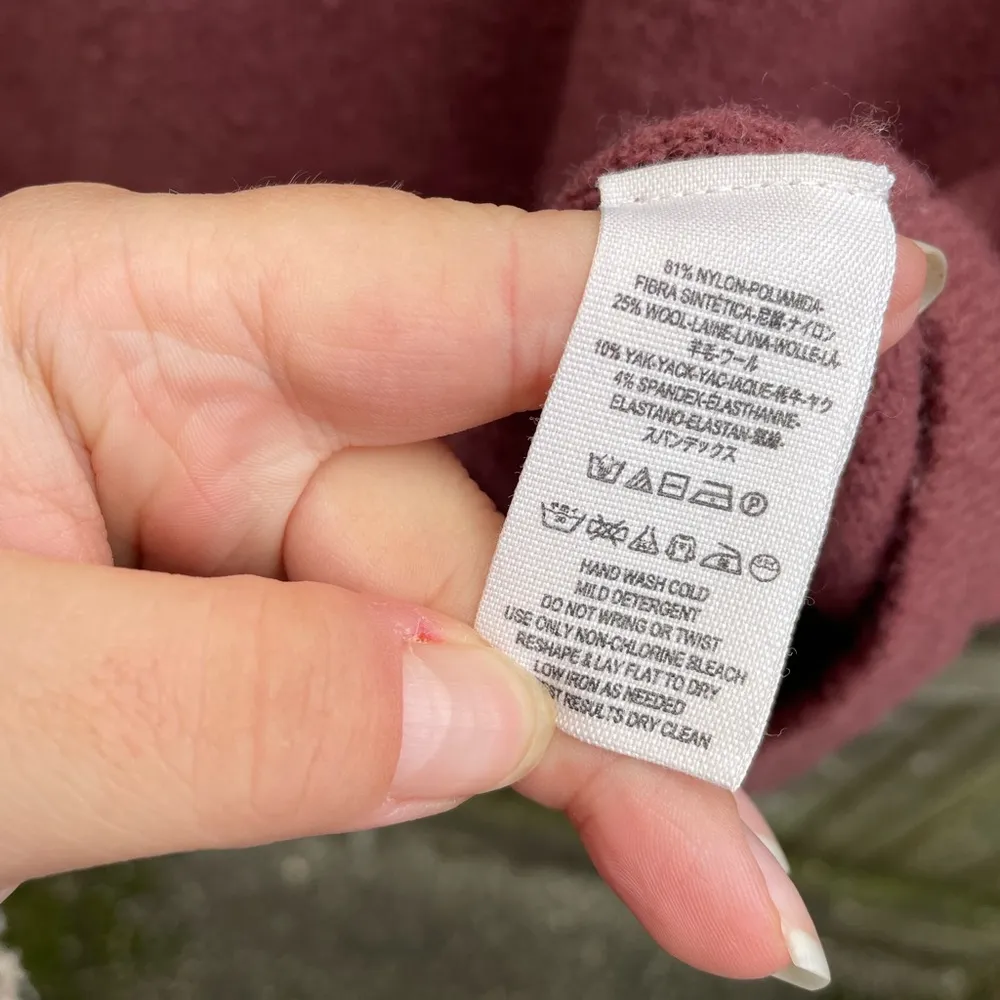 81% NYLON-POLIAMIDA-
FIBRA SINTÉTICA-尼龍-ナイロン
25% WOOL-LAINE-LANA-WOLLE-LÃ-
羊毛-ウール
10% YAK-YACK-YAC-IAQUE-牦牛-ヤク
4% SPANDEX-ÉLASTHANNE-
ELASTANO-ELASTAN-
スパンデックス
HAND WASH COLD
MILD DETERGENT
DO NOT WRING OR TWIST
USE ONLY NON-CHLORINE BLEACH
RESHAPE & LAY FLAT TO DRY
LOW IRON AS NEEDED
RESULTS DRY CLEAN